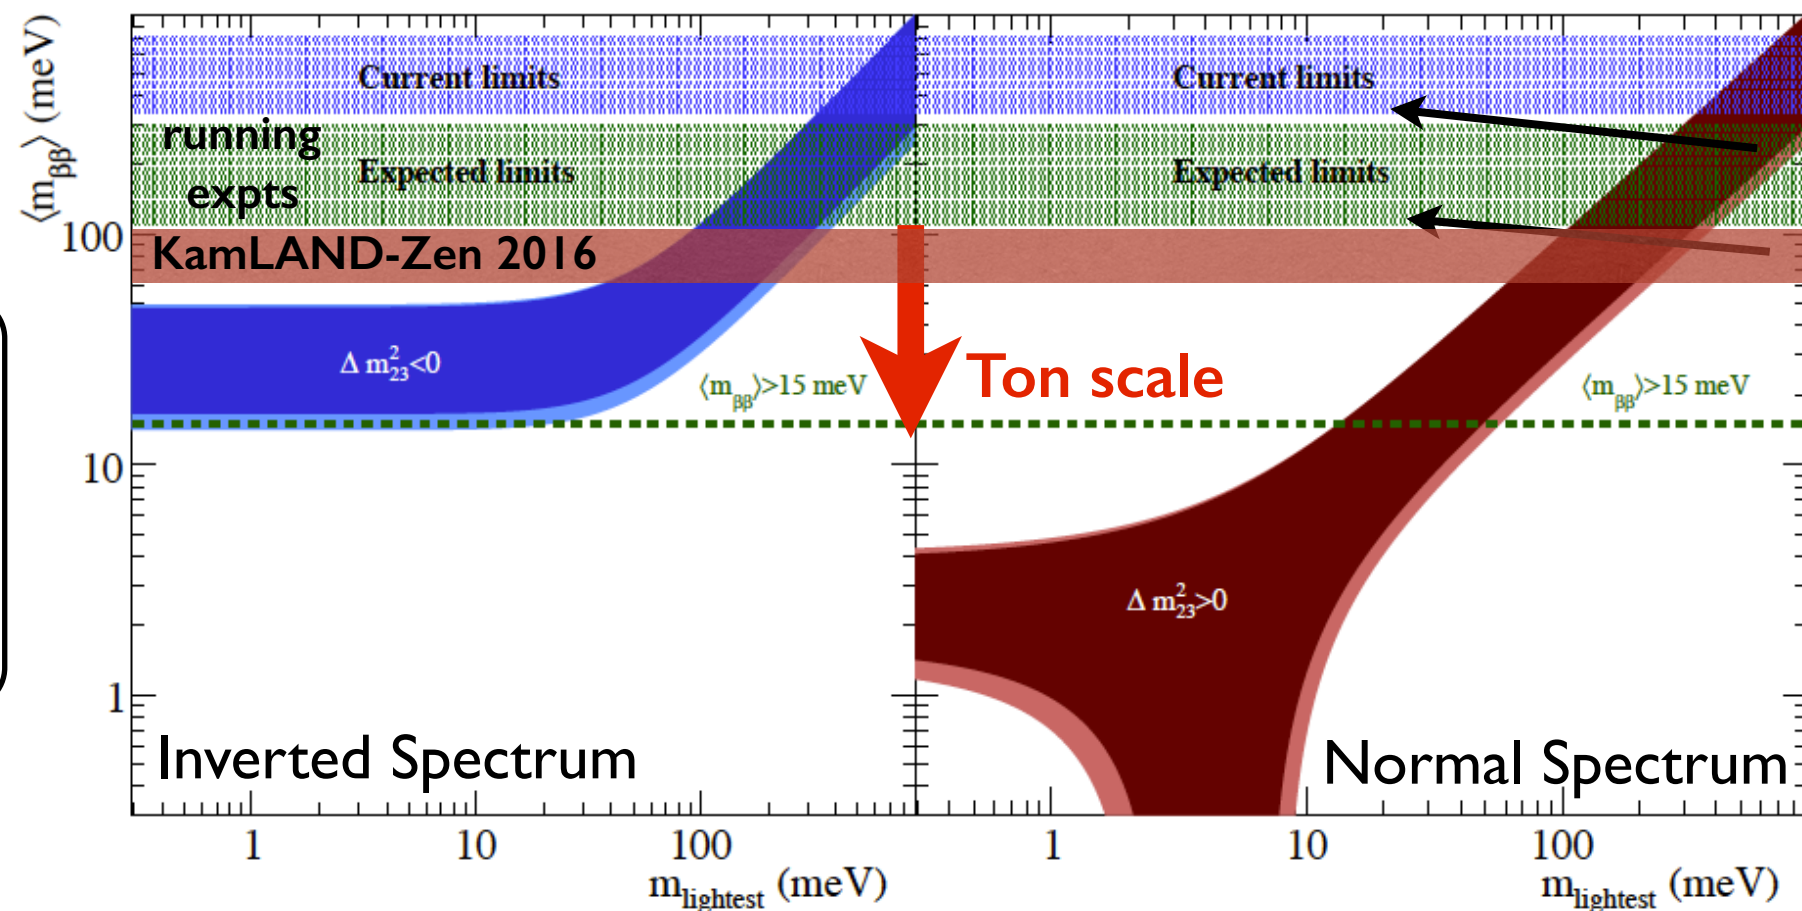 ⟨mββ⟩ (meV)
Current limits
Current limits
running
expts
Expected limits
Expected limits
100
KamLAND-Zen 2016
Δ m²₂₃<0
⟨mββ⟩>15 meV
Ton scale
⟨mββ⟩>15 meV
10
Δ m²₂₃>0
1
Inverted Spectrum
Normal Spectrum
1 10 100
1 10 100
m_lightest (meV)
m_lightest (meV)